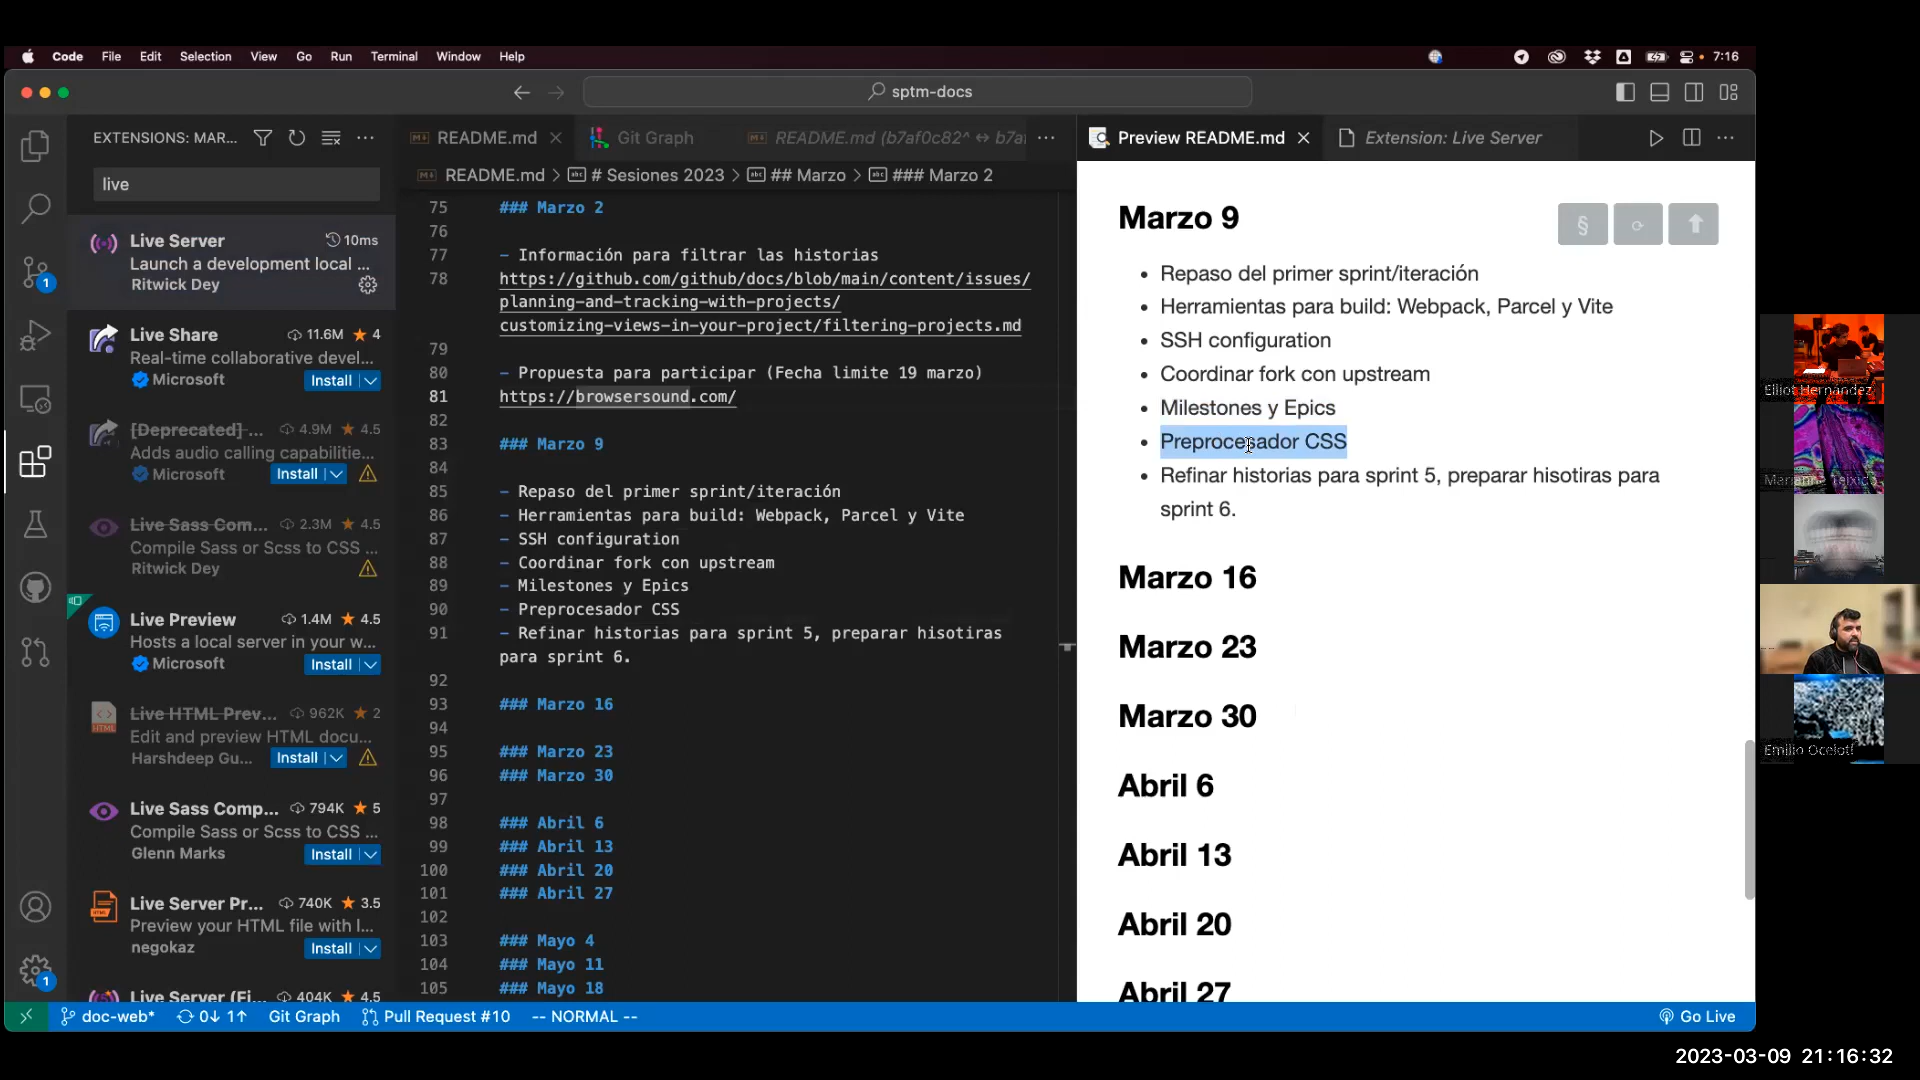 Code File Edit Selection View Go Run Terminal Window Help 7:16
sptm-docs
EXTENSIONS: MAR...
live
Live Server 10ms
Launch a development local ...
Ritwick Dey
Live Share 11.6M 4
Real-time collaborative devel...
Microsoft Install
[Deprecated] ... 4.9M 4.5
Adds audio calling capabilitie...
Microsoft Install
Live Sass Com... 2.3M 4.5
Compile Sass or Scss to CSS ...
Ritwick Dey
Live Preview 1.4M 4.5
Hosts a local server in your w...
Microsoft Install
Live HTML Prev... 962K 2
Edit and preview HTML docu...
Harshdeep Gu... Install
Live Sass Comp... 794K 5
Compile Sass or Scss to CSS ...
Glenn Marks Install
Live Server Pr... 740K 3.5
Preview your HTML file with l...
negokaz Install
Live Server (Fi... 404K 4.5
README.md Git Graph README.md (b7af0c82^ ↔ b7a
README.md > # Sesiones 2023 > ## Marzo > ### Marzo 2
75 ### Marzo 2
76
77 - Información para filtrar las historias
78 https://github.com/github/docs/blob/main/content/issues/
planning-and-tracking-with-projects/
customizing-views-in-your-project/filtering-projects.md
79
80 - Propuesta para participar (Fecha limite 19 marzo)
81 https://browsersound.com/
82
83 ### Marzo 9
84
85 - Repaso del primer sprint/iteración
86 - Herramientas para build: Webpack, Parcel y Vite
87 - SSH configuration
88 - Coordinar fork con upstream
89 - Milestones y Epics
90 - Preprocesador CSS
91 - Refinar historias para sprint 5, preparar hisotiras
para sprint 6.
92
93 ### Marzo 16
94
95 ### Marzo 23
96 ### Marzo 30
97
98 ### Abril 6
99 ### Abril 13
100 ### Abril 20
101 ### Abril 27
102
103 ### Mayo 4
104 ### Mayo 11
105 ### Mayo 18
Preview README.md Extension: Live Server
Marzo 9
§
• Repaso del primer sprint/iteración
• Herramientas para build: Webpack, Parcel y Vite
• SSH configuration
• Coordinar fork con upstream
• Milestones y Epics
• Preprocesador CSS
• Refinar historias para sprint 5, preparar hisotiras para
sprint 6.
Marzo 16
Marzo 23
Marzo 30
Abril 6
Abril 13
Abril 20
Abril 27
Elliot Hernández
Marianne Teixido
Emilio Ocelotl
1
1
doc-web* 0↓ 1↑ Git Graph Pull Request #10 -- NORMAL -- Go Live
2023-03-09 21:16:32